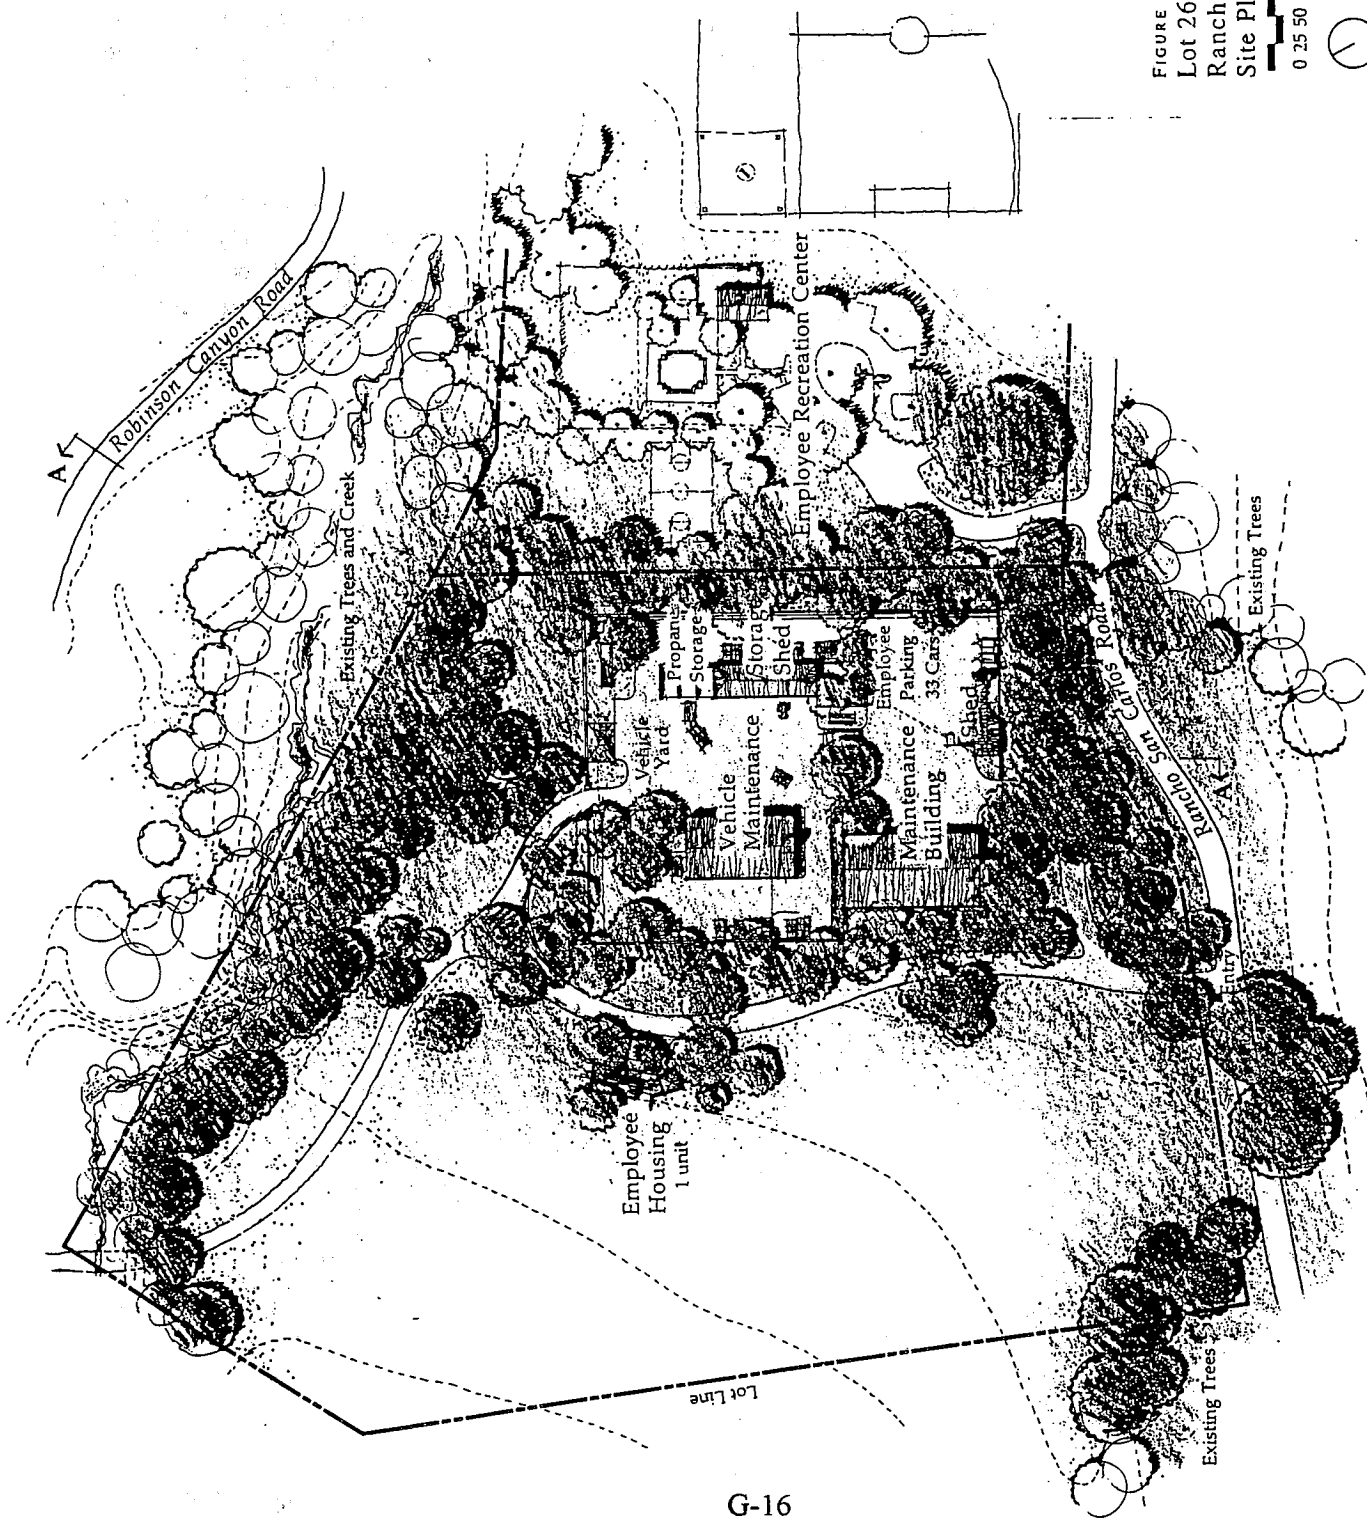 FIGURE
Lot 26
Ranch
Site Pl
0 25 50
A
Robinson Canyon Road
Existing Trees and Creek
Employee Recreation Center
Propane
Storage
Storage
Shed
Employee
Parking
33 Cars
Shed
Vehicle
Yard
Vehicle
Maintenance
Maintenance
Building
Rancho San Carlos Road
A
Existing Trees
Entry
Employee
Housing
1 unit
Lot Line
Existing Trees
G-16